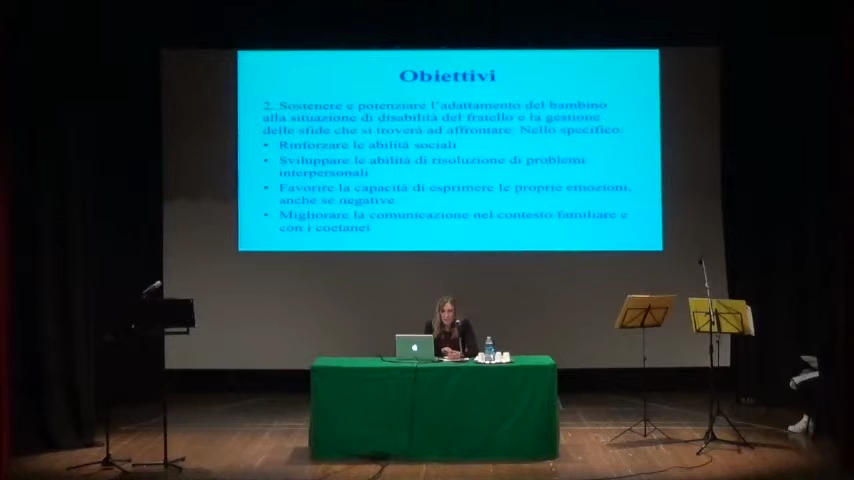 Obiettivi
2. Sostenere e potenziare l'adattamento del bambino
alla situazione di disabilità del fratello e la gestione
delle sfide che si troverà ad affrontare. Nello specifico:
• Rinforzare le abilità sociali
• Sviluppare le abilità di risoluzione di problemi
interpersonali
• Favorire la capacità di esprimere le proprie emozioni,
anche se negative
• Migliorare la comunicazione nel contesto familiare e
con i coetanei